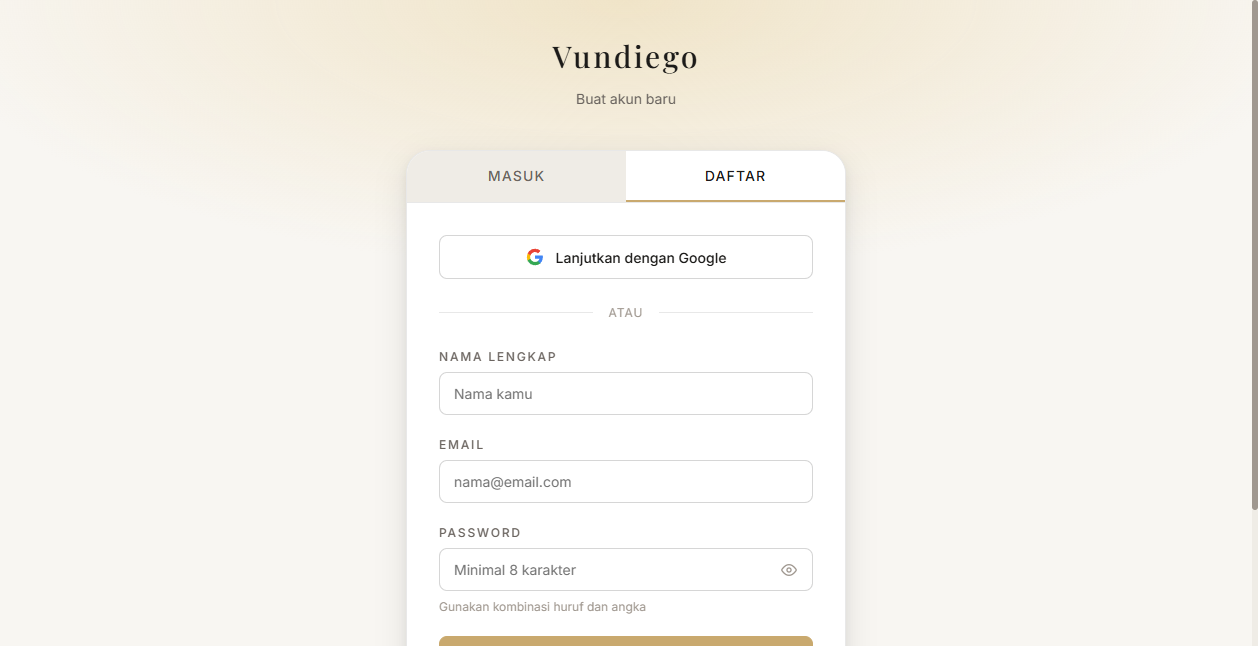 Vundiego
Buat akun baru
MASUK
DAFTAR
Lanjutkan dengan Google
ATAU
NAMA LENGKAP
Nama kamu
EMAIL
nama@email.com
PASSWORD
Minimal 8 karakter
Gunakan kombinasi huruf dan angka